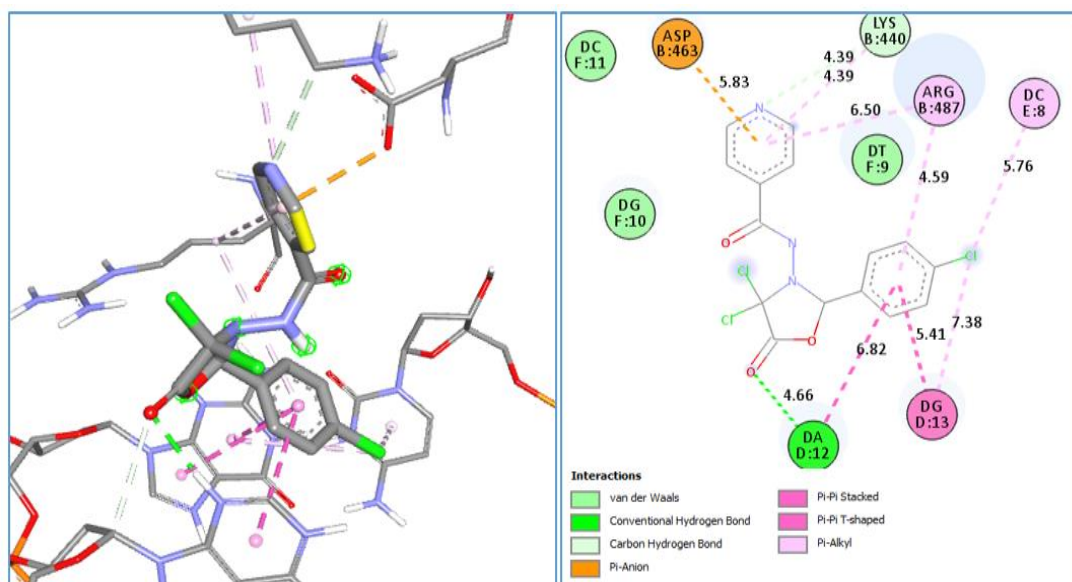 DC
F:11
ASP
B:463
LYS
B:440
4.39
4.39
5.83
6.50
ARG
B:487
DC
E:8
DT
F:9
4.59
5.76
DG
F:10
N
O
N
N
Cl
Cl
Cl
O
O
6.82
5.41
7.38
4.66
DA
D:12
DG
D:13
Interactions
van der Waals
Conventional Hydrogen Bond
Carbon Hydrogen Bond
Pi-Anion
Pi-Pi Stacked
Pi-Pi T-shaped
Pi-Alkyl